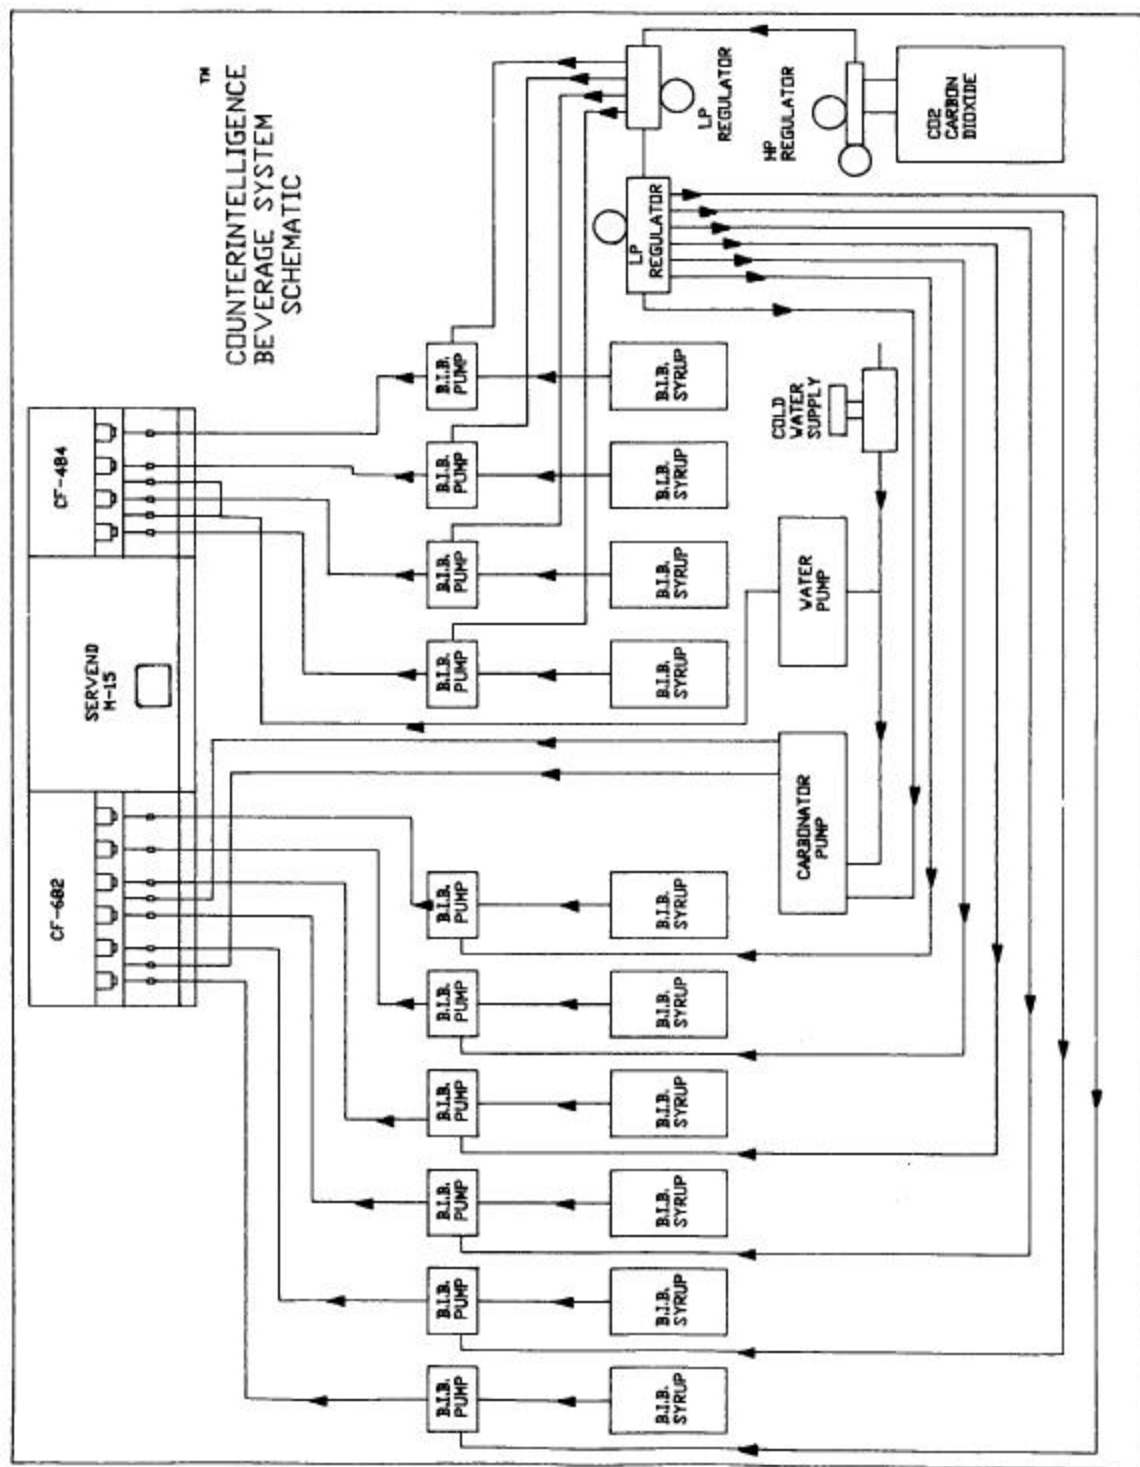 CF-682
SERVEND
M-15
CF-484
TM
COUNTERINTELLIGENCE
BEVERAGE SYSTEM
SCHEMATIC
B.I.B.
PUMP
B.I.B.
PUMP
B.I.B.
PUMP
B.I.B.
PUMP
B.I.B.
PUMP
B.I.B.
PUMP
B.I.B.
PUMP
B.I.B.
PUMP
B.I.B.
PUMP
B.I.B.
PUMP
B.I.B.
SYRUP
B.I.B.
SYRUP
B.I.B.
SYRUP
B.I.B.
SYRUP
B.I.B.
SYRUP
B.I.B.
SYRUP
B.I.B.
SYRUP
B.I.B.
SYRUP
B.I.B.
SYRUP
B.I.B.
SYRUP
LP
REGULATOR
LP
REGULATOR
CARBONATOR
PUMP
WATER
PUMP
COLD
WATER
SUPPLY
HP
REGULATOR
CO2
CARBON
DIOXIDE